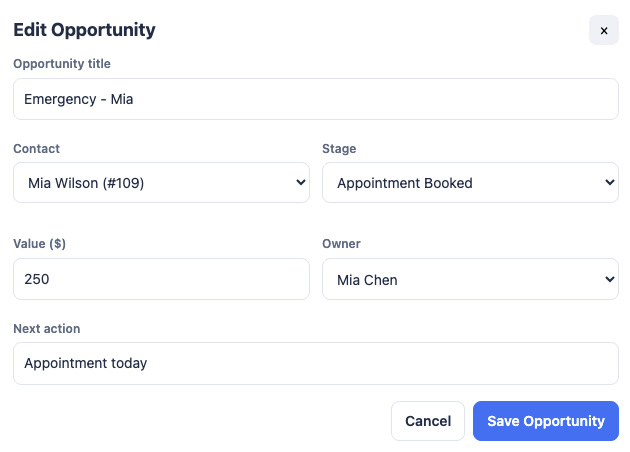 Edit Opportunity
×
Opportunity title
Emergency - Mia
Contact
Stage
Mia Wilson (#109)
Appointment Booked
Value ($)
Owner
250
Mia Chen
Next action
Appointment today
Cancel
Save Opportunity